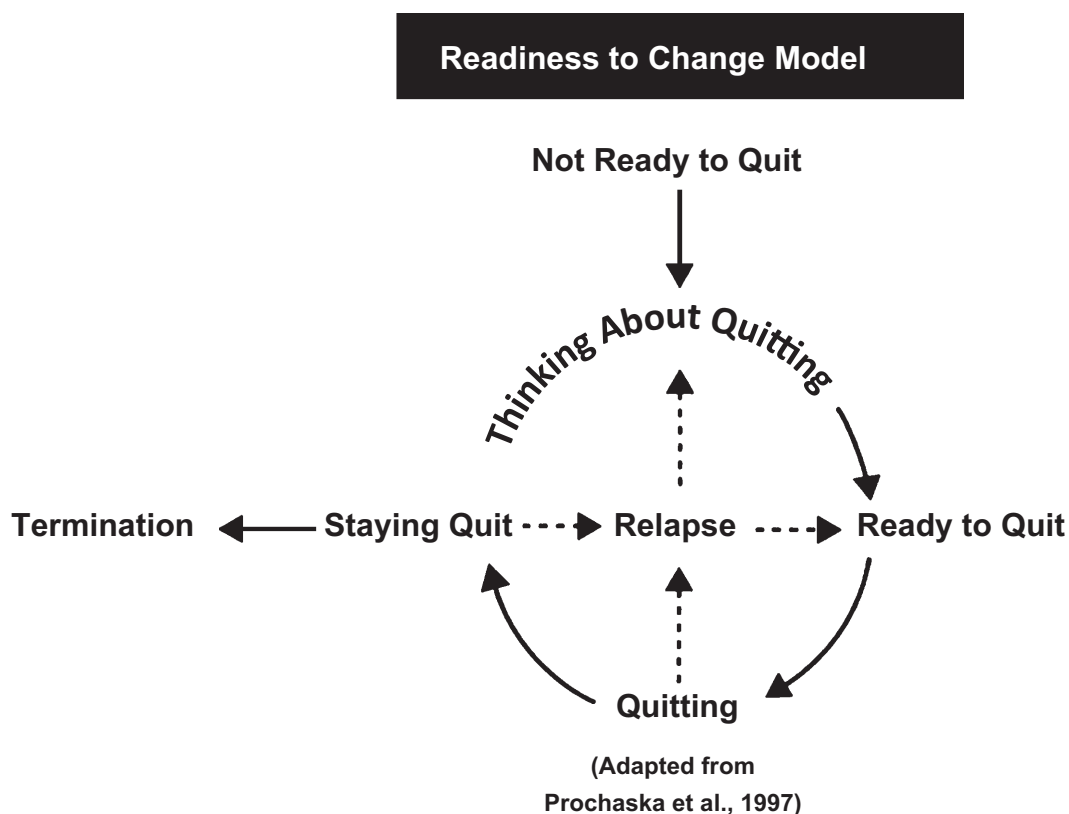 Readiness to Change Model
Not Ready to Quit
Thinking About Quitting
Termination
Staying Quit
Relapse
Ready to Quit
Quitting
(Adapted from
Prochaska et al., 1997)